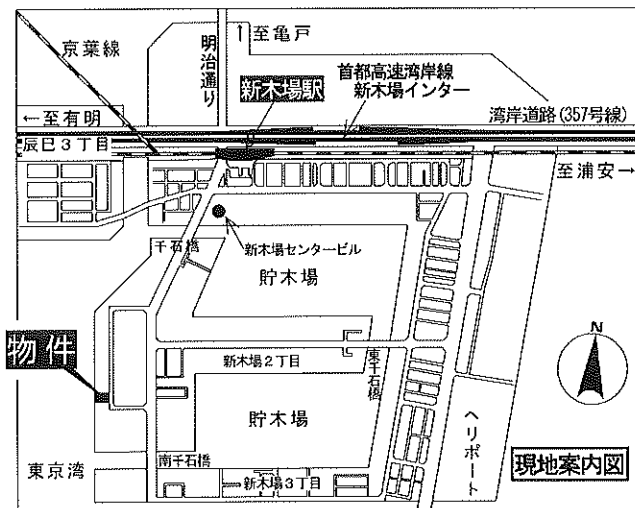 京葉線
明治通り
↑至亀戸
新木場駅
首都高速湾岸線
新木場インター
←至有明
湾岸道路(357号線)
辰巳3丁目
至浦安→
千石橋
新木場センタービル
貯木場
物件
新木場2丁目
東千石橋
N
貯木場
ヘリポート
東京湾
南千石橋
新木場3丁目
現地案内図